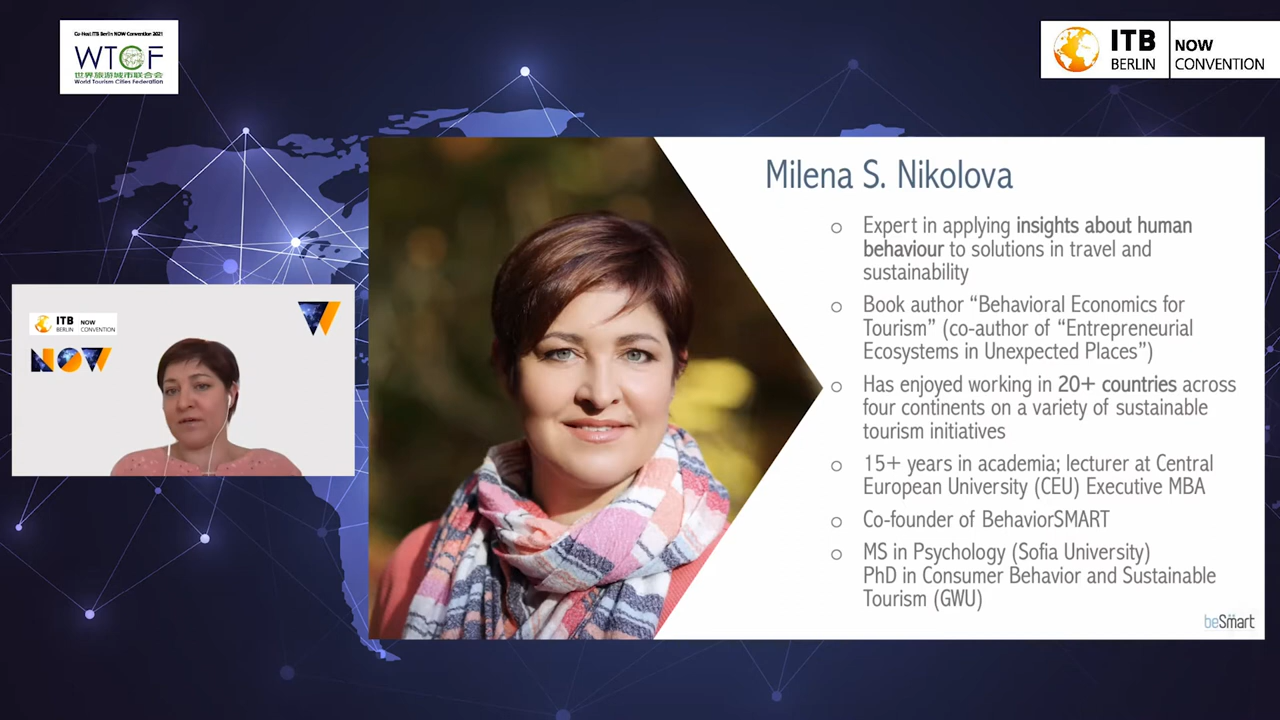 Co-Host ITB Berlin NOW Convention 2021
WTCF
世界旅游城市联合会
World Tourism Cities Federation
ITB
BERLIN
NOW
CONVENTION
ITB
BERLIN
NOW
CONVENTION
NOW
Milena S. Nikolova
Expert in applying insights about human
behaviour to solutions in travel and
sustainability
Book author “Behavioral Economics for
Tourism” (co-author of “Entrepreneurial
Ecosystems in Unexpected Places”)
Has enjoyed working in 20+ countries across
four continents on a variety of sustainable
tourism initiatives
15+ years in academia; lecturer at Central
European University (CEU) Executive MBA
Co-founder of BehaviorSMART
MS in Psychology (Sofia University)
PhD in Consumer Behavior and Sustainable
Tourism (GWU)
beSmart